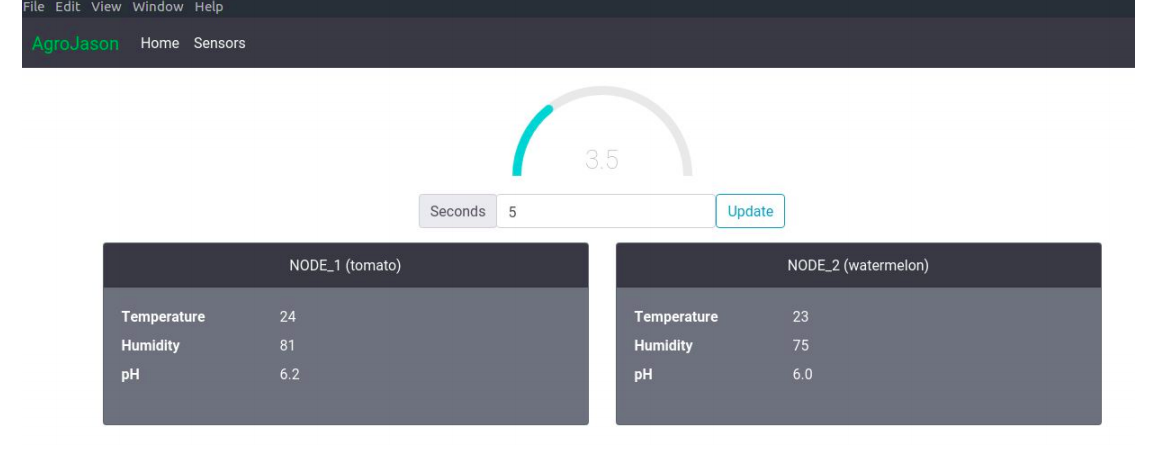 File Edit View Window Help
AgroJason Home Sensors
3.5
Seconds 5 Update
NODE_1 (tomato)
Temperature 24
Humidity 81
pH 6.2
NODE_2 (watermelon)
Temperature 23
Humidity 75
pH 6.0